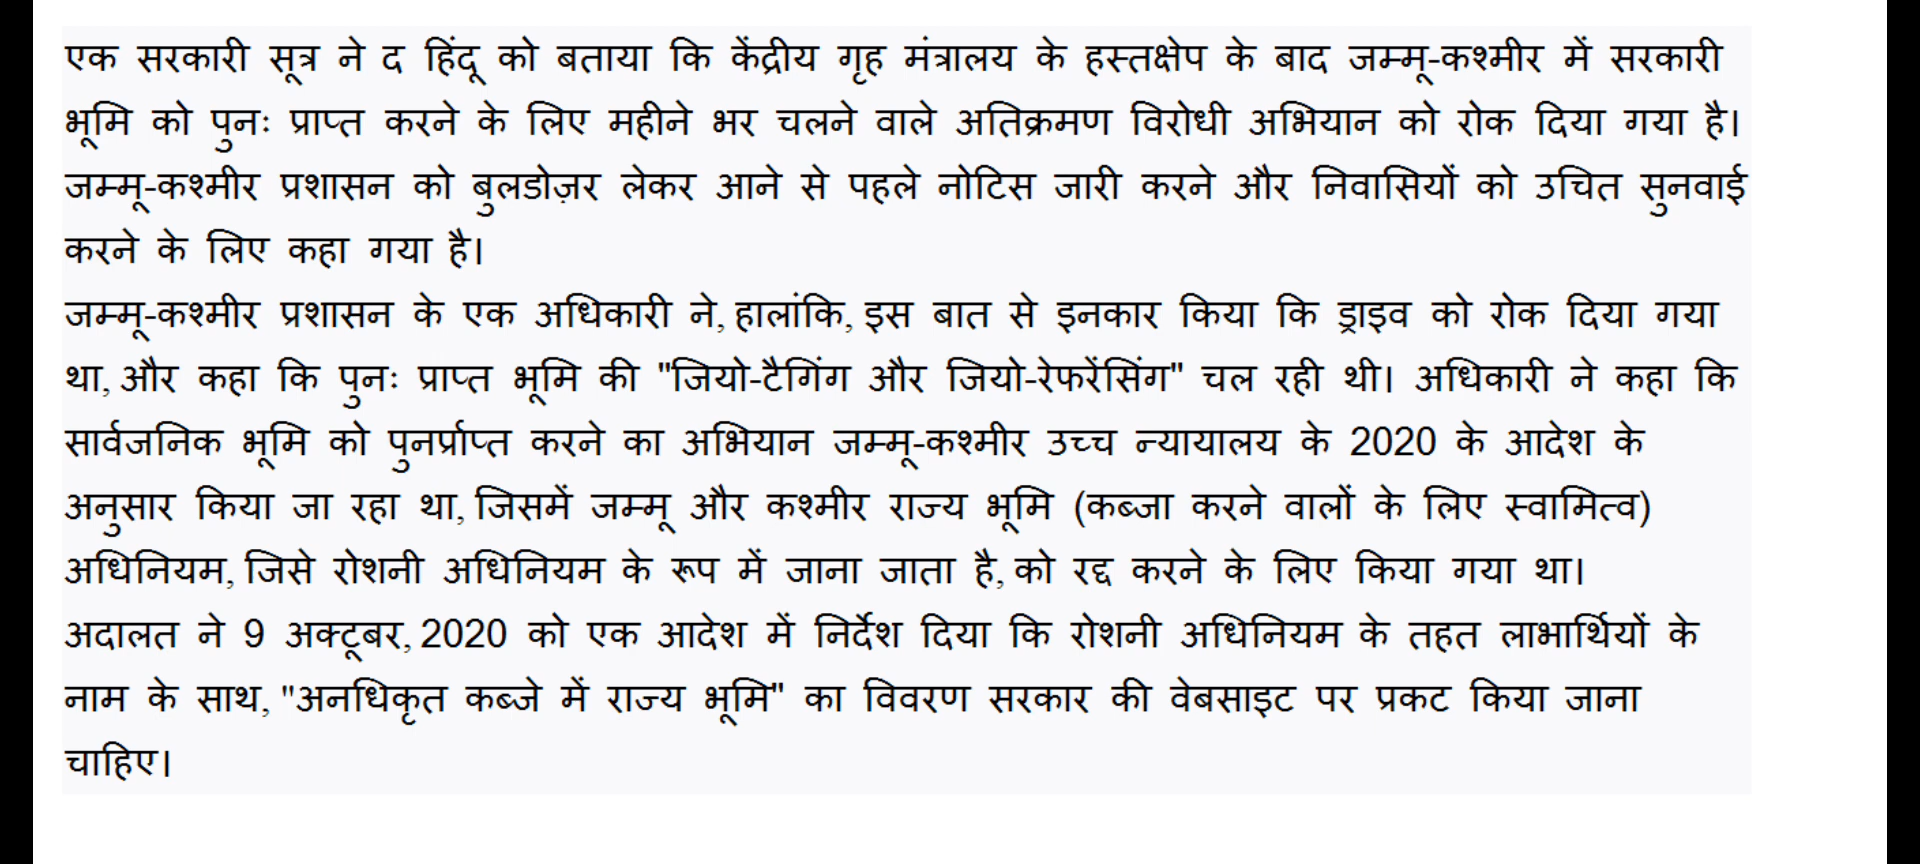 एक सरकारी सूत्र ने द हिंदू को बताया कि केंद्रीय गृह मंत्रालय के हस्तक्षेप के बाद जम्मू-कश्मीर में सरकारी
भूमि को पुनः प्राप्त करने के लिए महीने भर चलने वाले अतिक्रमण विरोधी अभियान को रोक दिया गया है।
जम्मू-कश्मीर प्रशासन को बुलडोज़र लेकर आने से पहले नोटिस जारी करने और निवासियों को उचित सुनवाई
करने के लिए कहा गया है।
जम्मू-कश्मीर प्रशासन के एक अधिकारी ने, हालांकि, इस बात से इनकार किया कि ड्राइव को रोक दिया गया
था, और कहा कि पुनः प्राप्त भूमि की "जियो-टैगिंग और जियो-रेफरेंसिंग" चल रही थी। अधिकारी ने कहा कि
सार्वजनिक भूमि को पुनर्प्राप्त करने का अभियान जम्मू-कश्मीर उच्च न्यायालय के 2020 के आदेश के
अनुसार किया जा रहा था, जिसमें जम्मू और कश्मीर राज्य भूमि (कब्जा करने वालों के लिए स्वामित्व)
अधिनियम, जिसे रोशनी अधिनियम के रूप में जाना जाता है, को रद्द करने के लिए किया गया था।
अदालत ने 9 अक्टूबर, 2020 को एक आदेश में निर्देश दिया कि रोशनी अधिनियम के तहत लाभार्थियों के
नाम के साथ, "अनधिकृत कब्जे में राज्य भूमि" का विवरण सरकार की वेबसाइट पर प्रकट किया जाना
चाहिए।